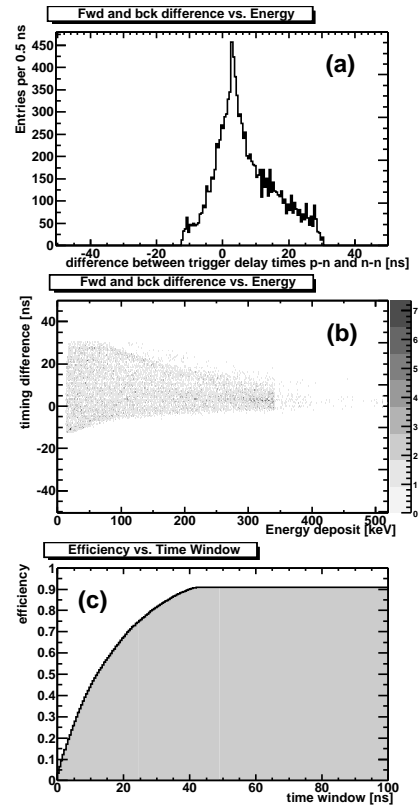 Fwd and bck difference vs. Energy
Entries per 0.5 ns
450
400
350
300
250
200
150
100
50
0
(a)
-40 -20 0 20 40
difference between trigger delay times p-n and n-n [ns]
Fwd and bck difference vs. Energy
timing difference [ns]
40
20
0
-20
-40
(b)
7
6
5
4
3
2
1
0
0 100 200 300 400 500
Energy deposit [keV]
Efficiency vs. Time Window
efficiency
1
0.9
0.8
0.7
0.6
0.5
0.4
0.3
0.2
0.1
0
(c)
0 20 40 60 80 100
time window [ns]